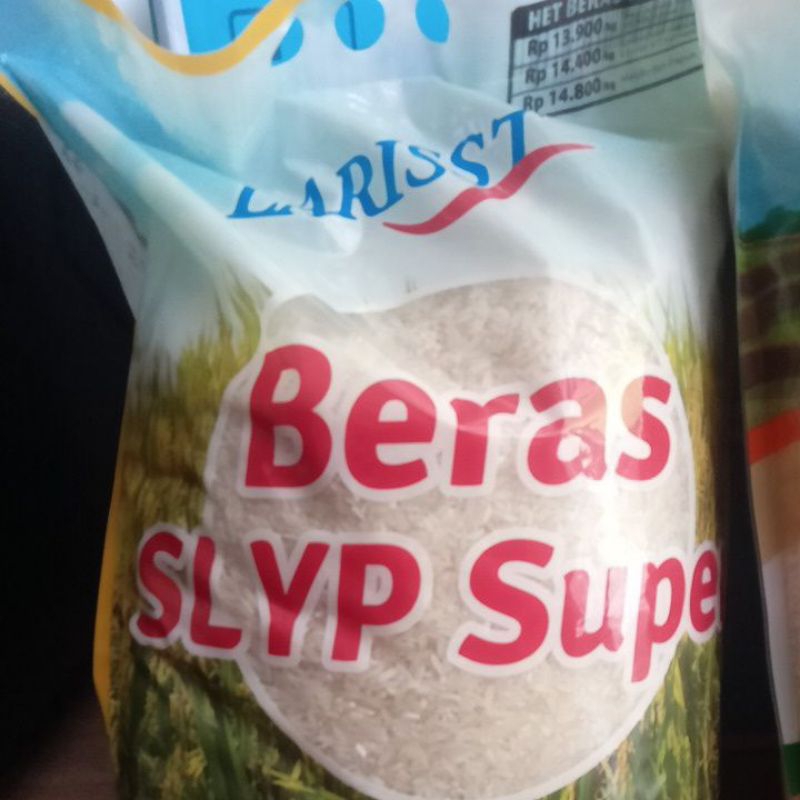 HET BERAS
Rp 13.900
Rp 14.400
Rp 14.800
LARISST
Beras
SLYP Supe